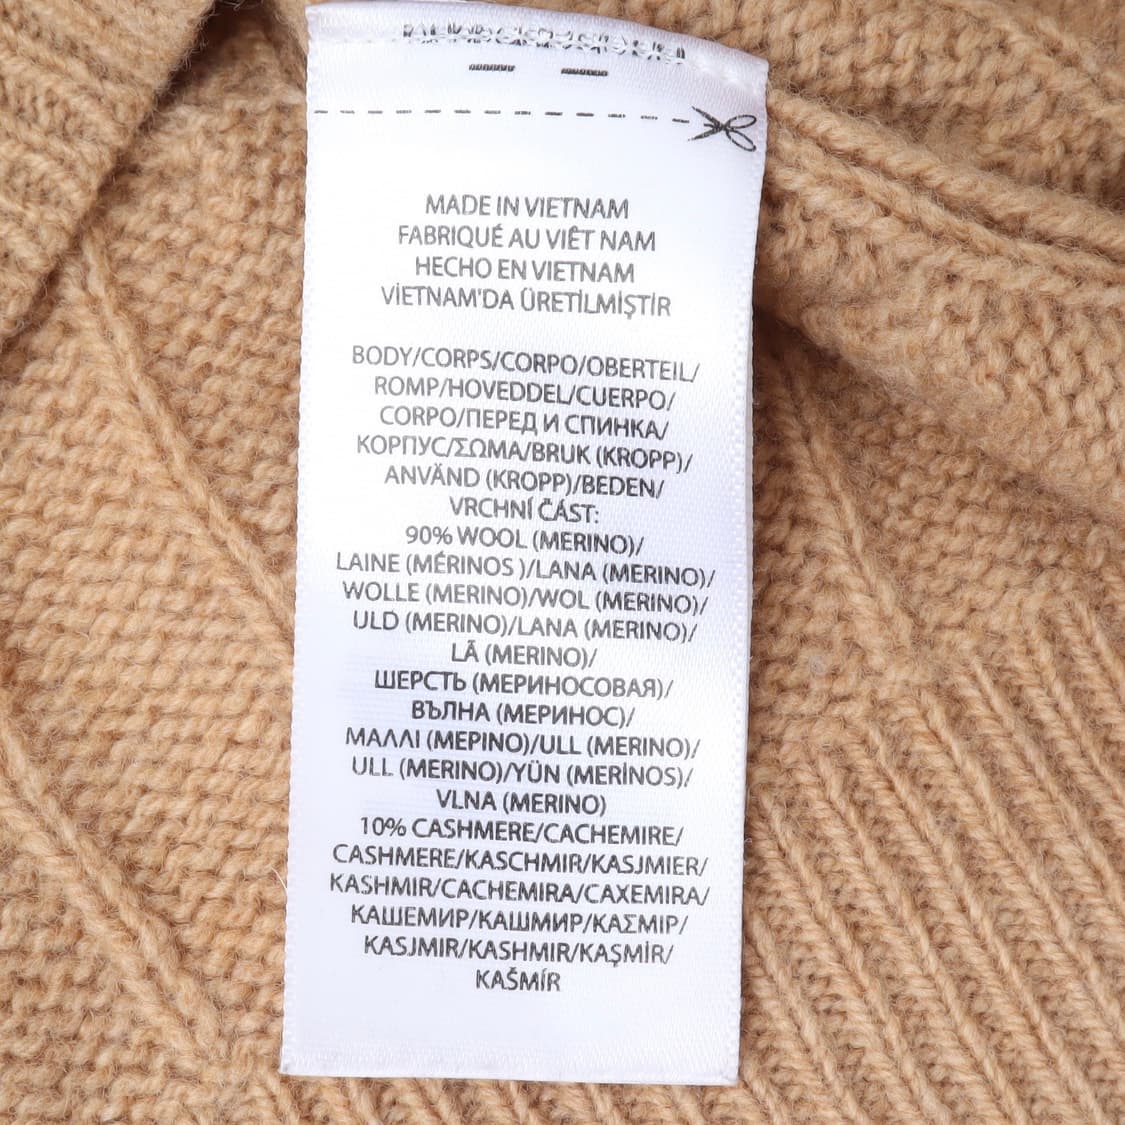 MADE IN VIETNAM
FABRIQUÉ AU VIÊT NAM
HECHO EN VIETNAM
VİETNAM'DA ÜRETİLMİŞTİR
BODY/CORPS/CORPO/OBERTEIL/
ROMP/HOVEDDEL/CUERPO/
CORPO/ПЕРЕД И СПИНКА/
КОРПУС/ΣΩΜΑ/BRUK (KROPP)/
ANVÄND (KROPP)/BEDEN/
VRCHNÍ ČÁST:
90% WOOL (MERINO)/
LAINE (MÉRINOS )/LANA (MERINO)/
WOLLE (MERINO)/WOL (MERINO)/
ULD (MERINO)/LANA (MERINO)/
LÃ (MERINO)/
ШЕРСТЬ (МЕРИНОСОВАЯ)/
ВЪЛНА (МЕРИНОС)/
ΜΑΛΛΙ (ΜΕΡΙΝΟ)/ULL (MERINO)/
ULL (MERINO)/YÜN (MERİNOS)/
VLNA (MERINO)
10% CASHMERE/CACHEMIRE/
CASHMERE/KASCHMIR/KASJMIER/
KASHMIR/CACHEMIRA/CAXEMIRA/
КАШЕМИР/КАШМИР/ΚΑΣΜΙΡ/
KASJMIR/KASHMIR/KAŞMİR/
KAŠMÍR